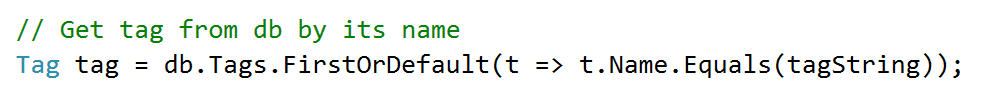 // Get tag from db by its name
Tag tag = db.Tags.FirstOrDefault(t => t.Name.Equals(tagString));